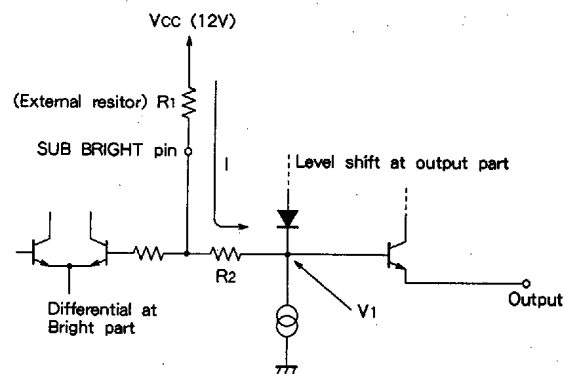 VCC (12V)
(External resitor) R1
SUB BRIGHT pin
I
Level shift at output part
R2
V1
Output
Differential at
Bright part